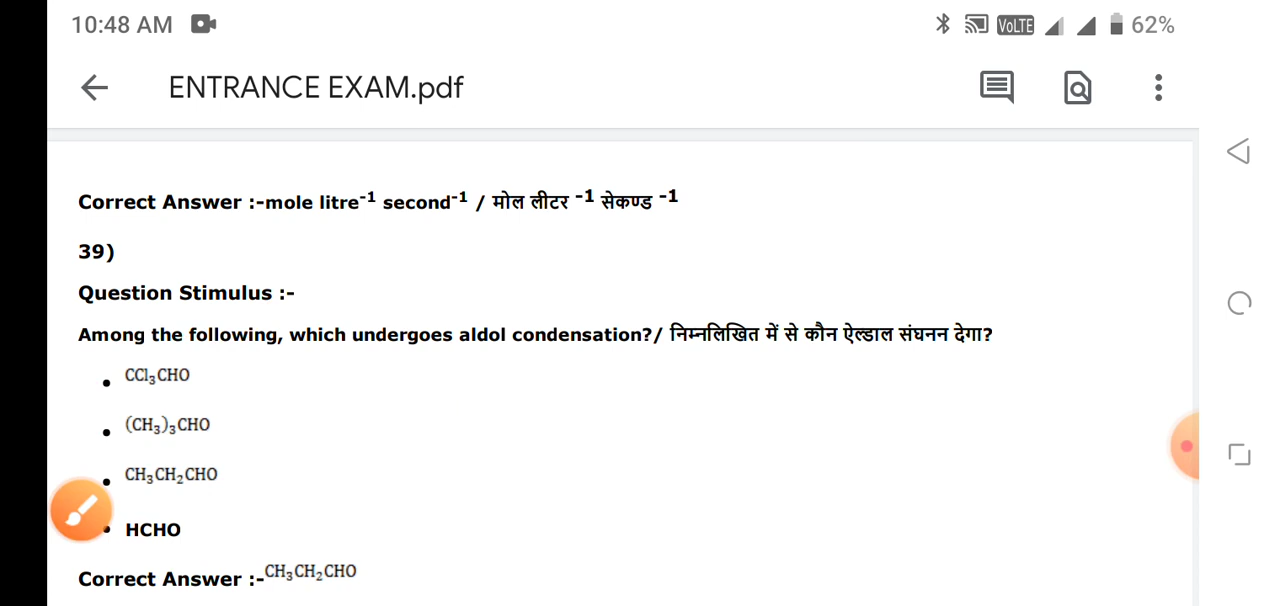 10:48 AM VoLTE 62%
ENTRANCE EXAM.pdf
Correct Answer :-mole litre⁻¹ second⁻¹ / मोल लीटर ⁻¹ सेकण्ड ⁻¹
39)
Question Stimulus :-
Among the following, which undergoes aldol condensation?/ निम्नलिखित में से कौन ऐल्डाल संघनन देगा?
• CCl₃CHO
• (CH₃)₃CHO
• CH₃CH₂CHO
• HCHO
Correct Answer :-CH₃CH₂CHO